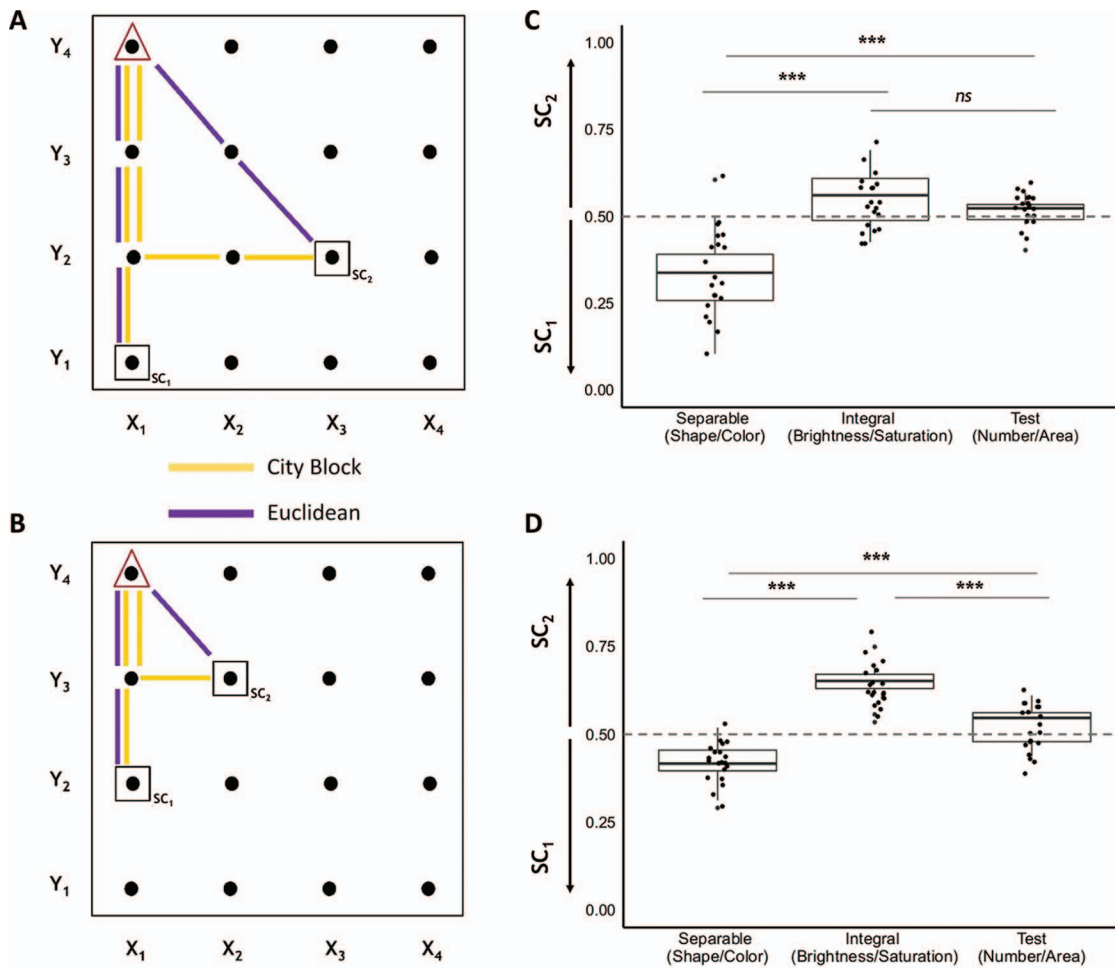 A
Y4
Y3
Y2
Y1
SC2
SC1
X1 X2 X3 X4
City Block
Euclidean
B
Y4
Y3
Y2
Y1
SC2
SC1
X1 X2 X3 X4
C
1.00
0.75
0.50
0.25
0.00
SC2
SC1
***
***
ns
Separable Integral Test
(Shape/Color) (Brightness/Saturation) (Number/Area)
D
1.00
0.75
0.50
0.25
0.00
SC2
SC1
***
*** ***
Separable Integral Test
(Shape/Color) (Brightness/Saturation) (Number/Area)